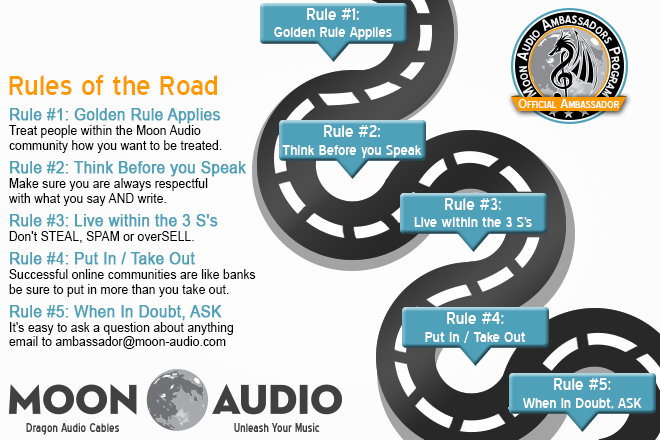 Rules of the Road
Rule #1: Golden Rule Applies
Treat people within the Moon Audio
community how you want to be treated.
Rule #2: Think Before you Speak
Make sure you are always respectful
with what you say AND write.
Rule #3: Live within the 3 S's
Don't STEAL, SPAM or overSELL.
Rule #4: Put In / Take Out
Successful online communities are like banks
be sure to put in more than you take out.
Rule #5: When In Doubt, ASK
It's easy to ask a question about anything
email to ambassador@moon-audio.com
MOON AUDIO
Dragon Audio Cables
Unleash Your Music
Rule #1:
Golden Rule Applies
Rule #2:
Think Before you Speak
Rule #3:
Live within the 3 S's
Rule #4:
Put In / Take Out
Rule #5:
When In Doubt, ASK
Moon Audio Ambassadors Program
Official Ambassador